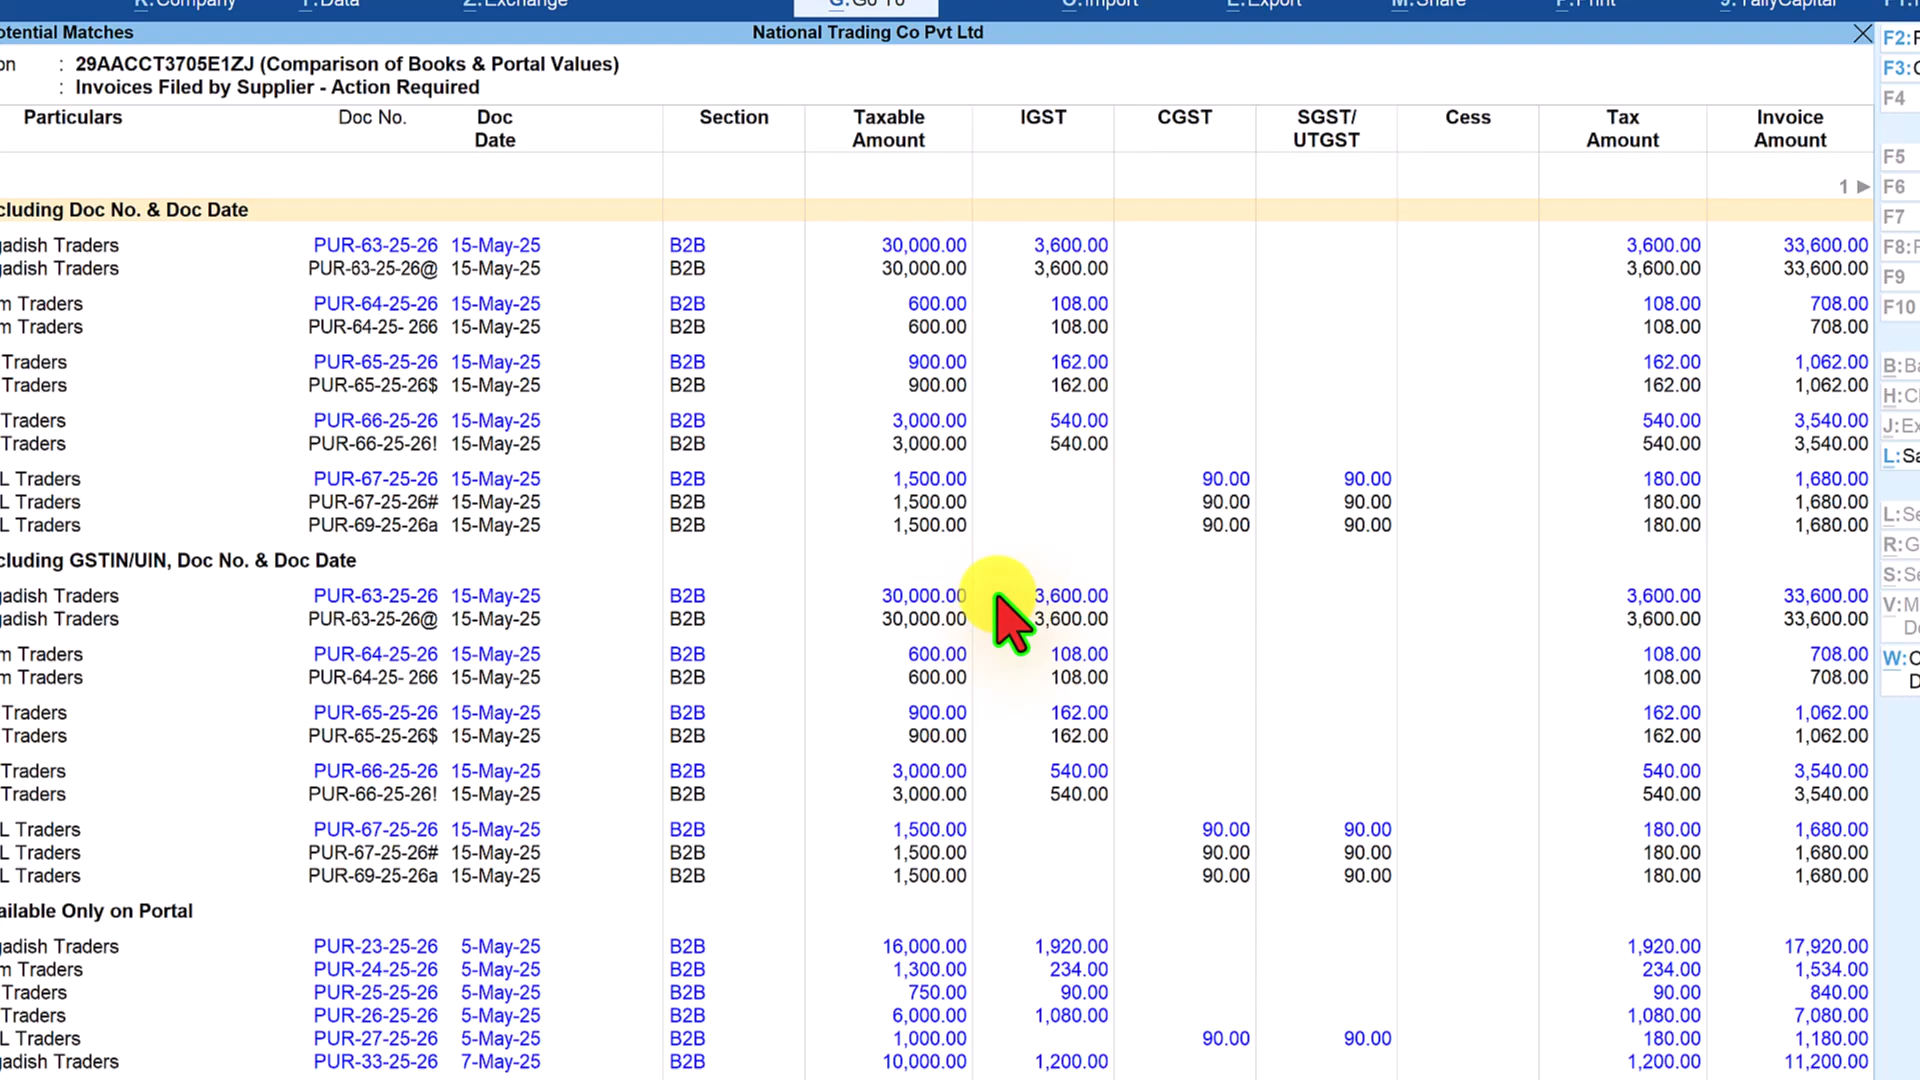 K: Company Y: Data Z: Exchange G: Go To O: Import E: Export M: Share P: Print J: TallyCapital F1:
otential Matches National Trading Co Pvt Ltd F2:F
on : 29AACCT3705E1ZJ (Comparison of Books & Portal Values) F3:C
: Invoices Filed by Supplier - Action Required F4
Particulars Doc No. Doc Date Section Taxable Amount IGST CGST SGST/ UTGST Cess Tax Amount Invoice Amount
F5
1 ▶ F6
cluding Doc No. & Doc Date F7
gadish Traders PUR-63-25-26 15-May-25 B2B 30,000.00 3,600.00 3,600.00 33,600.00 F8:F
gadish Traders PUR-63-25-26@ 15-May-25 B2B 30,000.00 3,600.00 3,600.00 33,600.00 F9
m Traders PUR-64-25-26 15-May-25 B2B 600.00 108.00 108.00 708.00 F10
m Traders PUR-64-25- 266 15-May-25 B2B 600.00 108.00 108.00 708.00
Traders PUR-65-25-26 15-May-25 B2B 900.00 162.00 162.00 1,062.00 B:Ba
Traders PUR-65-25-26$ 15-May-25 B2B 900.00 162.00 162.00 1,062.00 H:Cl
Traders PUR-66-25-26 15-May-25 B2B 3,000.00 540.00 540.00 3,540.00 J:Ex
Traders PUR-66-25-26! 15-May-25 B2B 3,000.00 540.00 540.00 3,540.00 L:Sa
L Traders PUR-67-25-26 15-May-25 B2B 1,500.00 90.00 90.00 180.00 1,680.00
L Traders PUR-67-25-26# 15-May-25 B2B 1,500.00 90.00 90.00 180.00 1,680.00 L:Se
L Traders PUR-69-25-26a 15-May-25 B2B 1,500.00 90.00 90.00 180.00 1,680.00 R:G
cluding GSTIN/UIN, Doc No. & Doc Date S:Se
gadish Traders PUR-63-25-26 15-May-25 B2B 30,000.00 3,600.00 3,600.00 33,600.00 V:M
gadish Traders PUR-63-25-26@ 15-May-25 B2B 30,000.00 3,600.00 3,600.00 33,600.00 Do
m Traders PUR-64-25-26 15-May-25 B2B 600.00 108.00 108.00 708.00 W:C
m Traders PUR-64-25- 266 15-May-25 B2B 600.00 108.00 108.00 708.00 D
Traders PUR-65-25-26 15-May-25 B2B 900.00 162.00 162.00 1,062.00
Traders PUR-65-25-26$ 15-May-25 B2B 900.00 162.00 162.00 1,062.00
Traders PUR-66-25-26 15-May-25 B2B 3,000.00 540.00 540.00 3,540.00
Traders PUR-66-25-26! 15-May-25 B2B 3,000.00 540.00 540.00 3,540.00
L Traders PUR-67-25-26 15-May-25 B2B 1,500.00 90.00 90.00 180.00 1,680.00
L Traders PUR-67-25-26# 15-May-25 B2B 1,500.00 90.00 90.00 180.00 1,680.00
L Traders PUR-69-25-26a 15-May-25 B2B 1,500.00 90.00 90.00 180.00 1,680.00
ailable Only on Portal
gadish Traders PUR-23-25-26 5-May-25 B2B 16,000.00 1,920.00 1,920.00 17,920.00
m Traders PUR-24-25-26 5-May-25 B2B 1,300.00 234.00 234.00 1,534.00
Traders PUR-25-25-26 5-May-25 B2B 750.00 90.00 90.00 840.00
Traders PUR-26-25-26 5-May-25 B2B 6,000.00 1,080.00 1,080.00 7,080.00
L Traders PUR-27-25-26 5-May-25 B2B 1,000.00 90.00 90.00 180.00 1,180.00
gadish Traders PUR-33-25-26 7-May-25 B2B 10,000.00 1,200.00 1,200.00 11,200.00